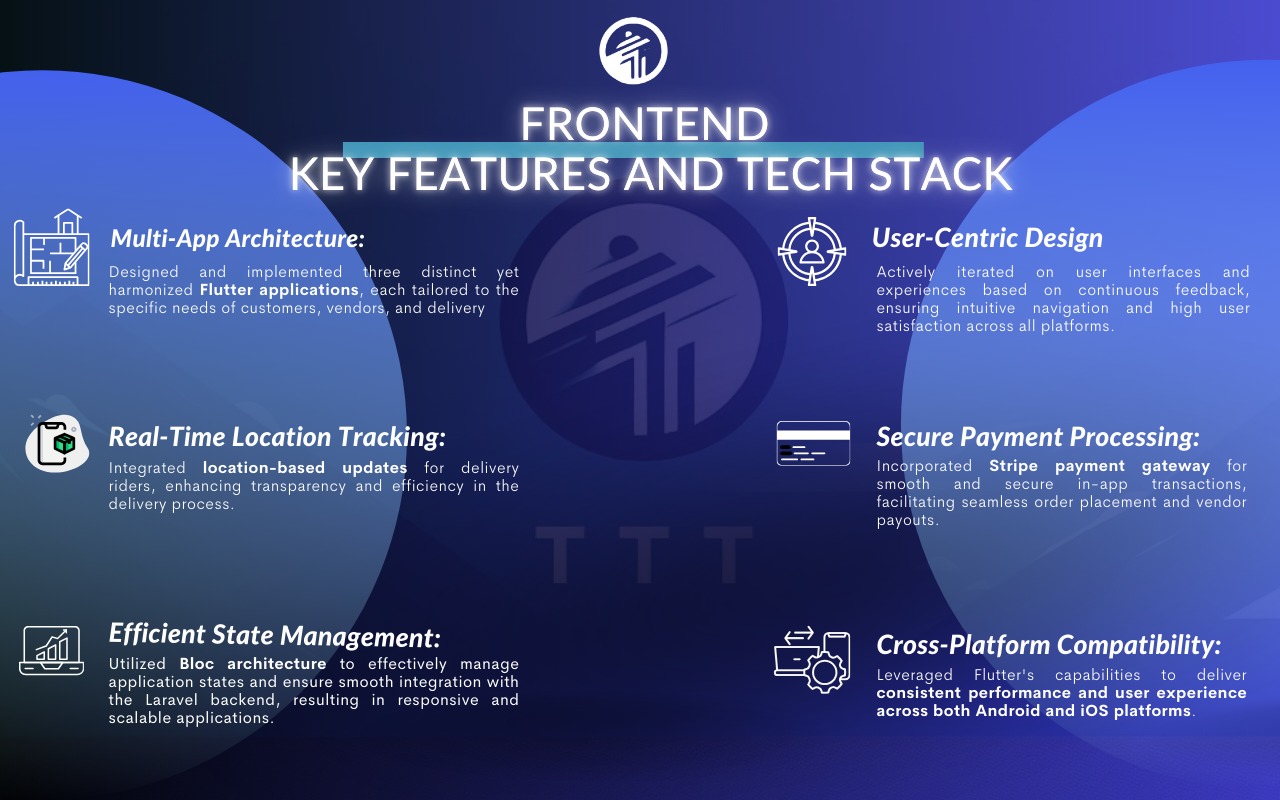 FRONTEND
KEY FEATURES AND TECH STACK
Multi-App Architecture:
Designed and implemented three distinct yet
harmonized Flutter applications, each tailored to the
specific needs of customers, vendors, and delivery
Real-Time Location Tracking:
Integrated location-based updates for delivery
riders, enhancing transparency and efficiency in the
delivery process.
Efficient State Management:
Utilized Bloc architecture to effectively manage
application states and ensure smooth integration with
the Laravel backend, resulting in responsive and
scalable applications.
User-Centric Design
Actively iterated on user interfaces and
experiences based on continuous feedback,
ensuring intuitive navigation and high user
satisfaction across all platforms.
Secure Payment Processing:
Incorporated Stripe payment gateway for
smooth and secure in-app transactions,
facilitating seamless order placement and vendor
payouts.
Cross-Platform Compatibility:
Leveraged Flutter's capabilities to deliver
consistent performance and user experience
across both Android and iOS platforms.
TTT